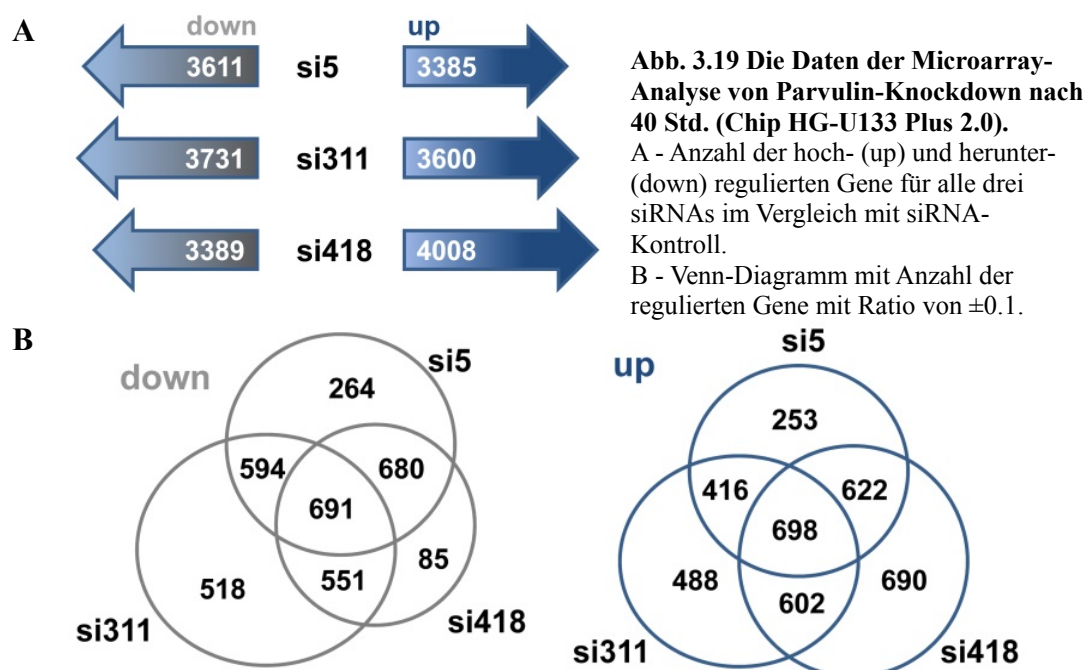 A
down
up
3611 si5 3385
3731 si311 3600
3389 si418 4008
Abb. 3.19 Die Daten der Microarray-
Analyse von Parvulin-Knockdown nach
40 Std. (Chip HG-U133 Plus 2.0).
A - Anzahl der hoch- (up) und herunter-
(down) regulierten Gene für alle drei
siRNAs im Vergleich mit siRNA-
Kontroll.
B - Venn-Diagramm mit Anzahl der
regulierten Gene mit Ratio von ±0.1.
B
down
si5
264
594
680
691
85
551
518
si311
si418
up
si5
253
416
622
698
488
690
602
si311
si418